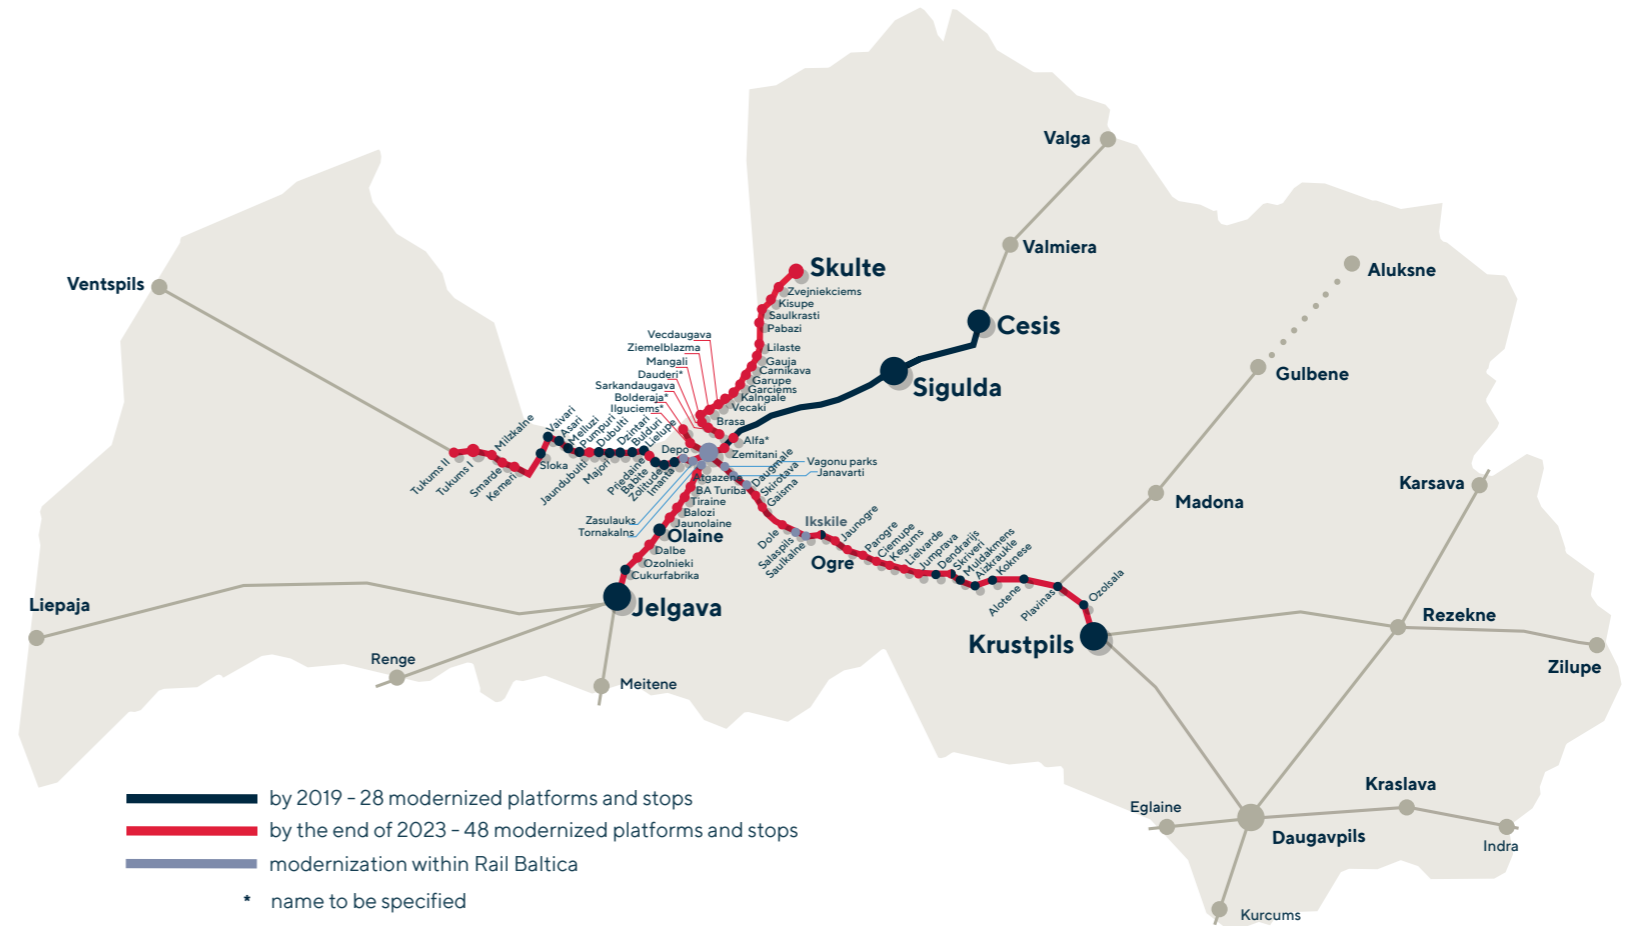 Valga
Valmiera
Ventspils
Aluksne
Skulte
Zvejniekciems
Kisupe
Saulkrasti
Pabazi
Cesis
Vecdaugava
Ziemelblazma
Mangali
Dauderi*
Sarkandaugava
Bolderaja*
Ilguciems*
Lilaste
Gauja
Carnikava
Garupe
Garciems
Kalngale
Vecaki
Brasa
Sigulda
Gulbene
Alfa*
Zemitani
Tukums II
Tukums I
Milzkalne
Smarde
Kemeri
Sloka
Vaivari
Asari
Melluzi
Pumpuri
Jaundubulti
Dubulti
Majori
Dzintari
Bulduri
Lielupe
Priedaine
Babite
Zolitude
Imanta
Depo
Zasulauks
Tornakalns
Atgazene
BA Turiba
Tiraine
Balozi
Jaunolaine
Olaine
Dalbe
Ozolnieki
Cukurfabrika
Jelgava
Vagonu parks
Janavarti
Daugmale
Skirotava
Gaisma
Dole
Salaspils
Saulkalne
Ikskile
Jaunogre
Ogre
Parogre
Ciemupe
Kegums
Lielvarde
Jumprava
Dendrarijs
Skriveri
Muldakmens
Aizkraukle
Koknese
Alotene
Plavinas
Ozolsala
Krustpils
Madona
Karsava
Rezekne
Zilupe
Liepaja
Renge
Meitene
Kraslava
Eglaine
Daugavpils
Indra
Kurcums
by 2019 - 28 modernized platforms and stops
by the end of 2023 - 48 modernized platforms and stops
modernization within Rail Baltica
* name to be specified